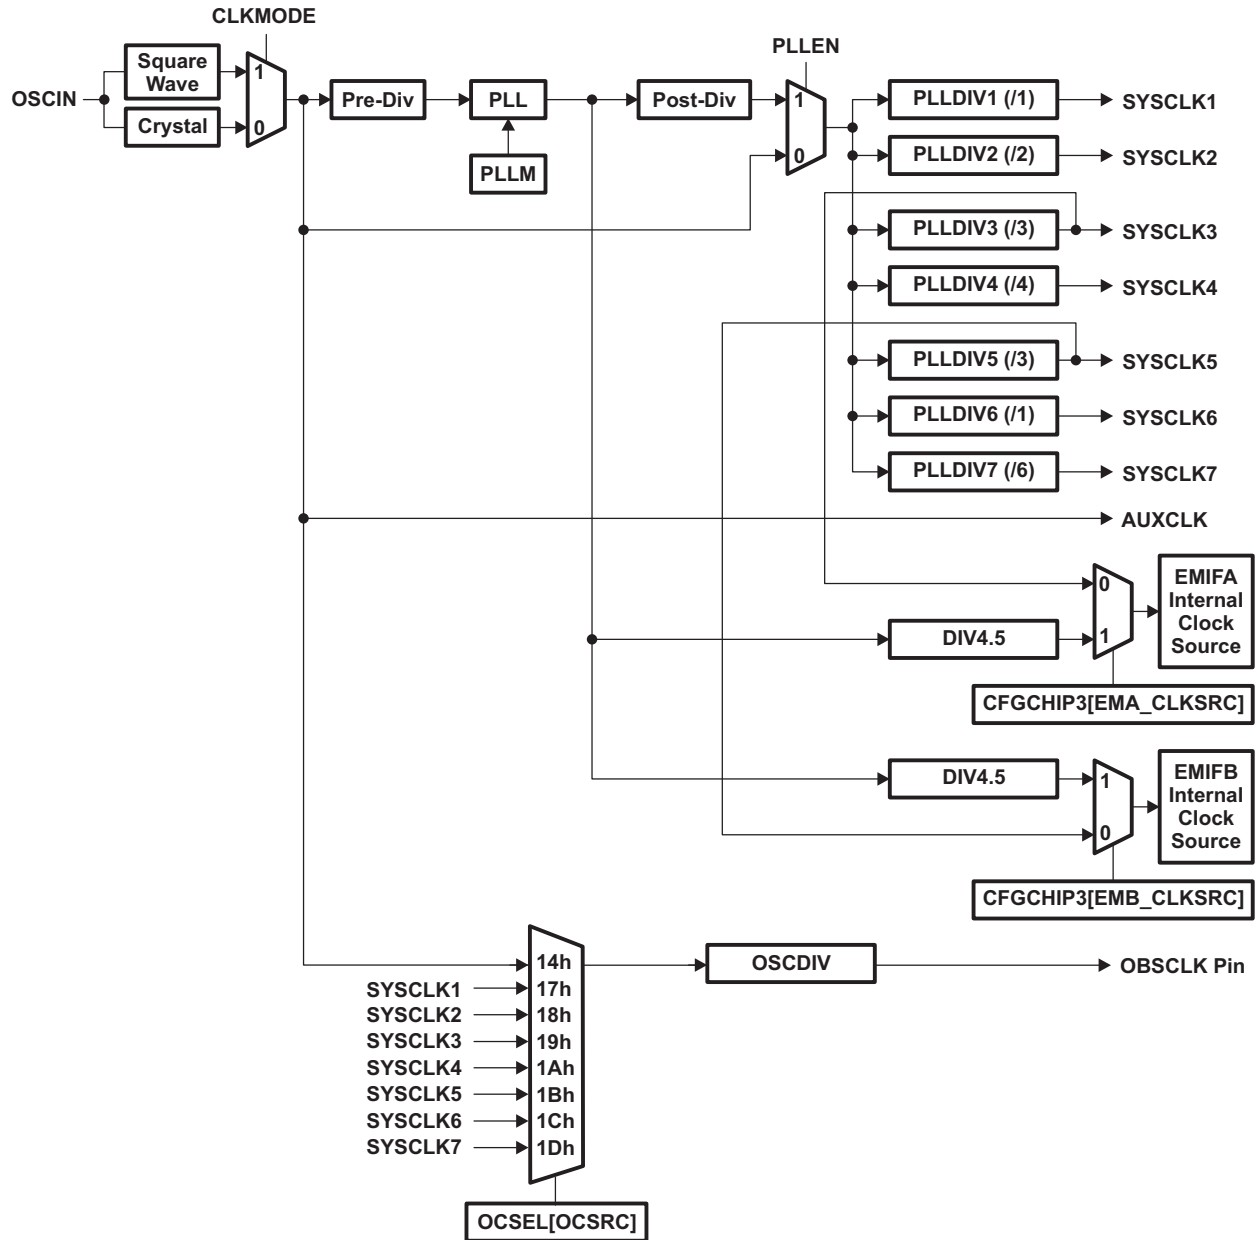 CLKMODE
PLLEN
OSCIN
Square
Wave
Crystal
1
0
Pre-Div
PLL
PLLM
Post-Div
1
0
PLLDIV1 (/1)
SYSCLK1
PLLDIV2 (/2)
SYSCLK2
PLLDIV3 (/3)
SYSCLK3
PLLDIV4 (/4)
SYSCLK4
PLLDIV5 (/3)
SYSCLK5
PLLDIV6 (/1)
SYSCLK6
PLLDIV7 (/6)
SYSCLK7
AUXCLK
0
1
EMIFA
Internal
Clock
Source
DIV4.5
CFGCHIP3[EMA_CLKSRC]
DIV4.5
1
0
EMIFB
Internal
Clock
Source
CFGCHIP3[EMB_CLKSRC]
14h
OSCDIV
OBSCLK Pin
SYSCLK1
17h
SYSCLK2
18h
SYSCLK3
19h
SYSCLK4
1Ah
SYSCLK5
1Bh
SYSCLK6
1Ch
SYSCLK7
1Dh
OCSEL[OCSRC]